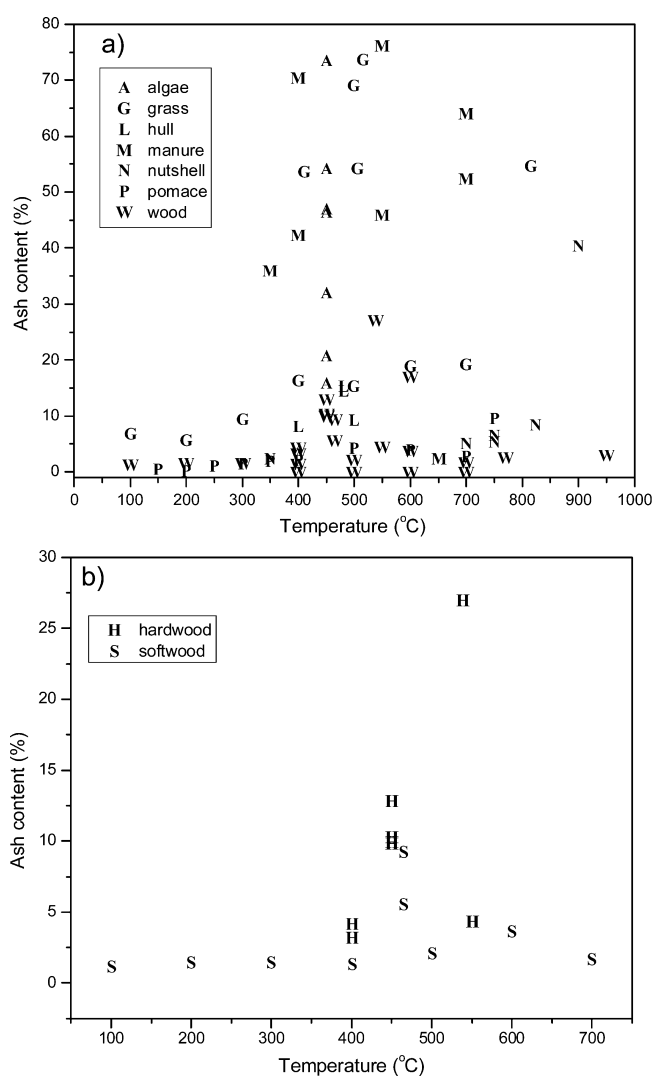 a)
A algae
G grass
L hull
M manure
N nutshell
P pomace
W wood
Ash content (%)
80
70
60
50
40
30
20
10
0
0 100 200 300 400 500 600 700 800 900 1000
Temperature (°C)
b)
H hardwood
S softwood
Ash content (%)
30
25
20
15
10
5
0
100 200 300 400 500 600 700
Temperature (°C)